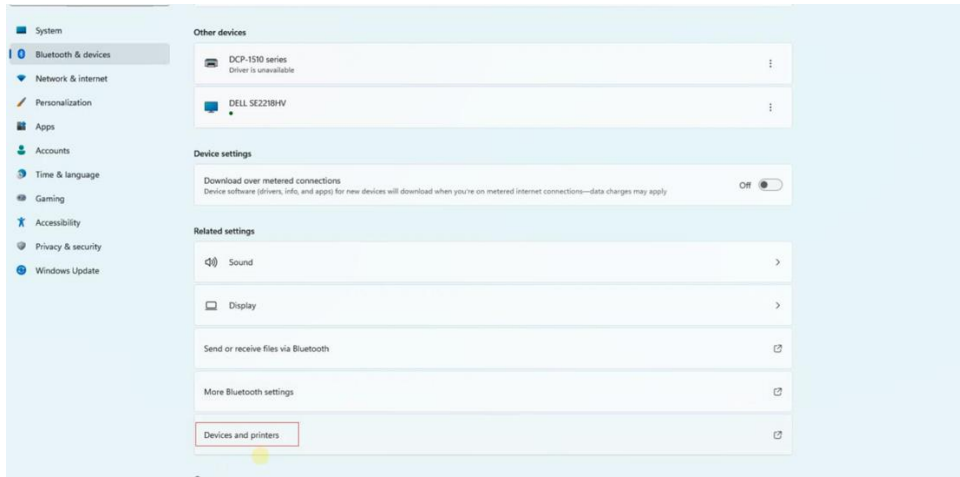 System
Bluetooth & devices
Network & internet
Personalization
Apps
Accounts
Time & language
Gaming
Accessibility
Privacy & security
Windows Update
Other devices
DCP-1510 series
Driver is unavailable
DELL SE2218HV
Device settings
Download over metered connections
Device software (drivers, info, and apps) for new devices will download when you're on metered internet connections—data charges may apply
Off
Related settings
Sound
Display
Send or receive files via Bluetooth
More Bluetooth settings
Devices and printers